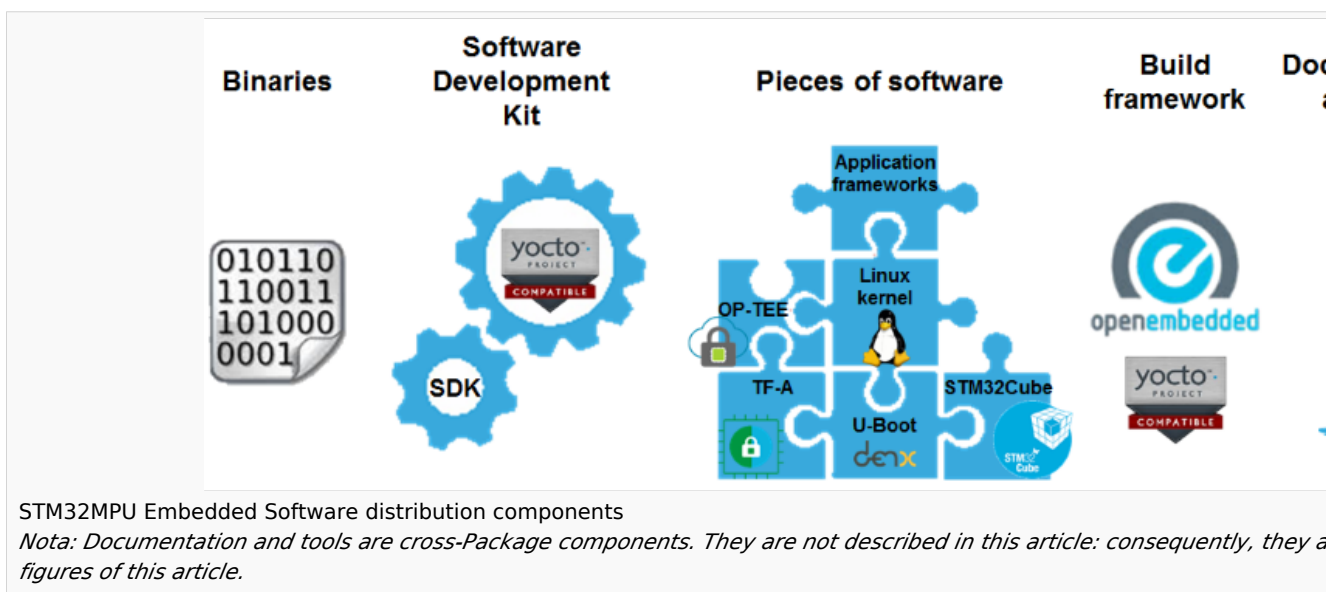 Binaries
Software
Development
Kit
Pieces of software
Build
framework
010110
110011
101000
0001
yocto
PROJECT
COMPATIBLE
SDK
Application
frameworks
OP-TEE
Linux
kernel
TF-A
U-Boot
denx
STM32Cube
STM32
Cube
openembedded
yocto
PROJECT
COMPATIBLE
STM32MPU Embedded Software distribution components
Nota: Documentation and tools are cross-Package components. They are not described in this article: consequently, they a
figures of this article.